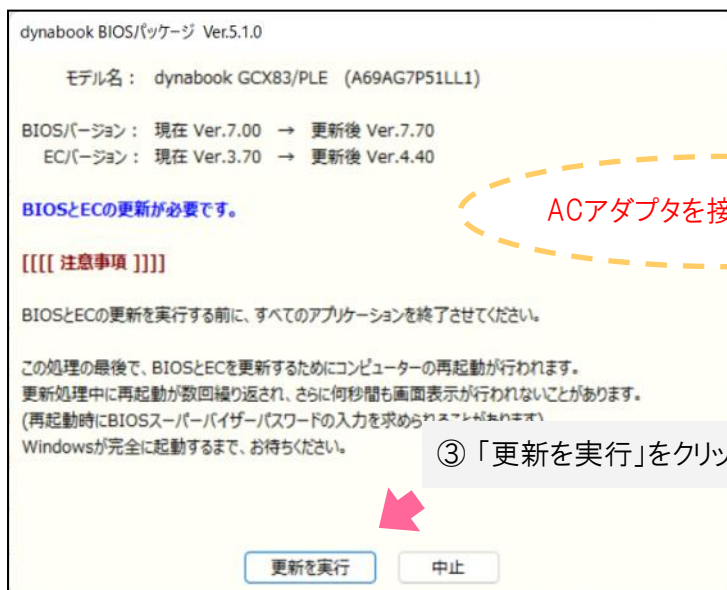 dynabook BIOSパッケージ Ver.5.1.0
モデル名： dynabook GCX83/PLE (A69AG7P51LL1)
BIOSバージョン： 現在 Ver.7.00 → 更新後 Ver.7.70
ECバージョン： 現在 Ver.3.70 → 更新後 Ver.4.40
BIOSとECの更新が必要です。
ACアダプタを接
[[[[ 注意事項 ]]]]
BIOSとECの更新を実行する前に、すべてのアプリケーションを終了させてください。
この処理の最後で、BIOSとECを更新するためにコンピューターの再起動が行われます。
更新処理中に再起動が数回繰り返され、さらに何秒間も画面表示が行われないことがあります。
(再起動時にBIOSスーパーバイザーパスワードの入力を求められることがあります)
Windowsが完全に起動するまで、お待ちください。
③「更新を実行」をクリッ
更新を実行 中止